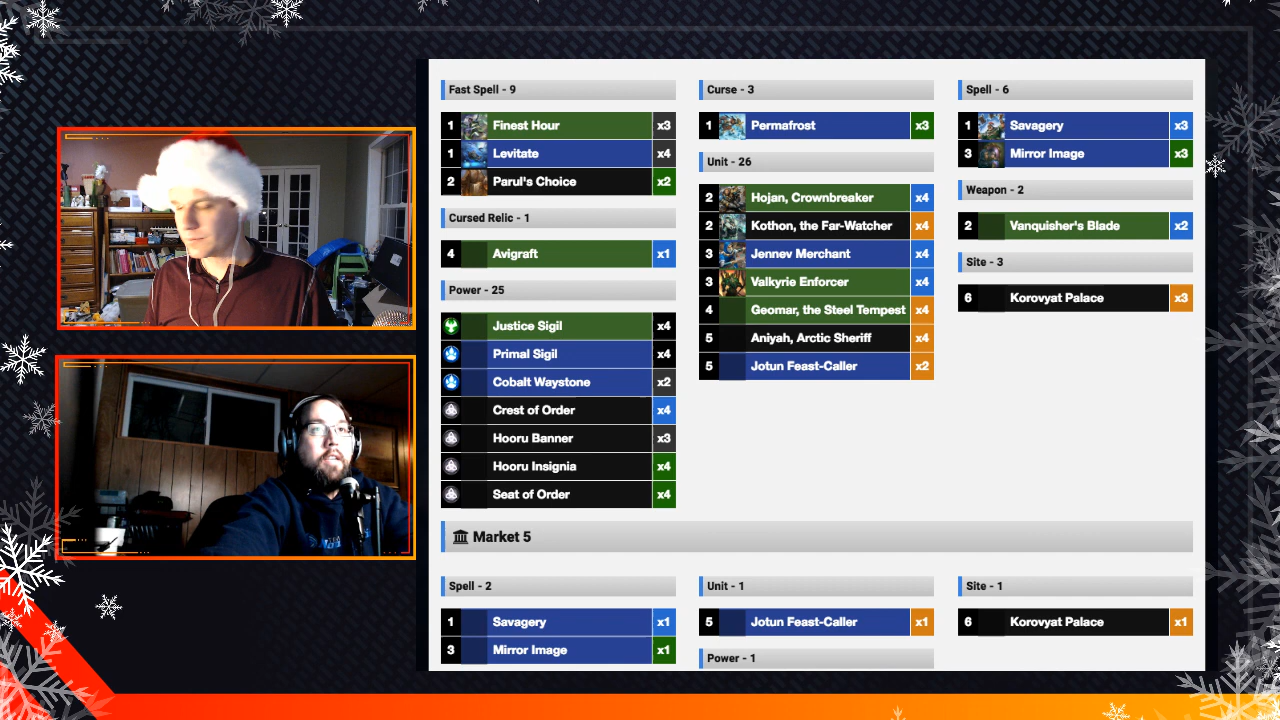 Fast Spell - 9
1 Finest Hour x3
1 Levitate x4
2 Parul's Choice x2
Cursed Relic - 1
4 Avigraft x1
Power - 25
Justice Sigil x4
Primal Sigil x4
Cobalt Waystone x2
Crest of Order x4
Hooru Banner x3
Hooru Insignia x4
Seat of Order x4
Curse - 3
1 Permafrost x3
Unit - 26
2 Hojan, Crownbreaker x4
2 Kothon, the Far-Watcher x4
3 Jennev Merchant x4
3 Valkyrie Enforcer x4
4 Geomar, the Steel Tempest x4
5 Aniyah, Arctic Sheriff x4
5 Jotun Feast-Caller x2
Spell - 6
1 Savagery x3
3 Mirror Image x3
Weapon - 2
2 Vanquisher's Blade x2
Site - 3
6 Korovyat Palace x3
Market 5
Spell - 2
1 Savagery x1
3 Mirror Image x1
Unit - 1
5 Jotun Feast-Caller x1
Power - 1
Site - 1
6 Korovyat Palace x1